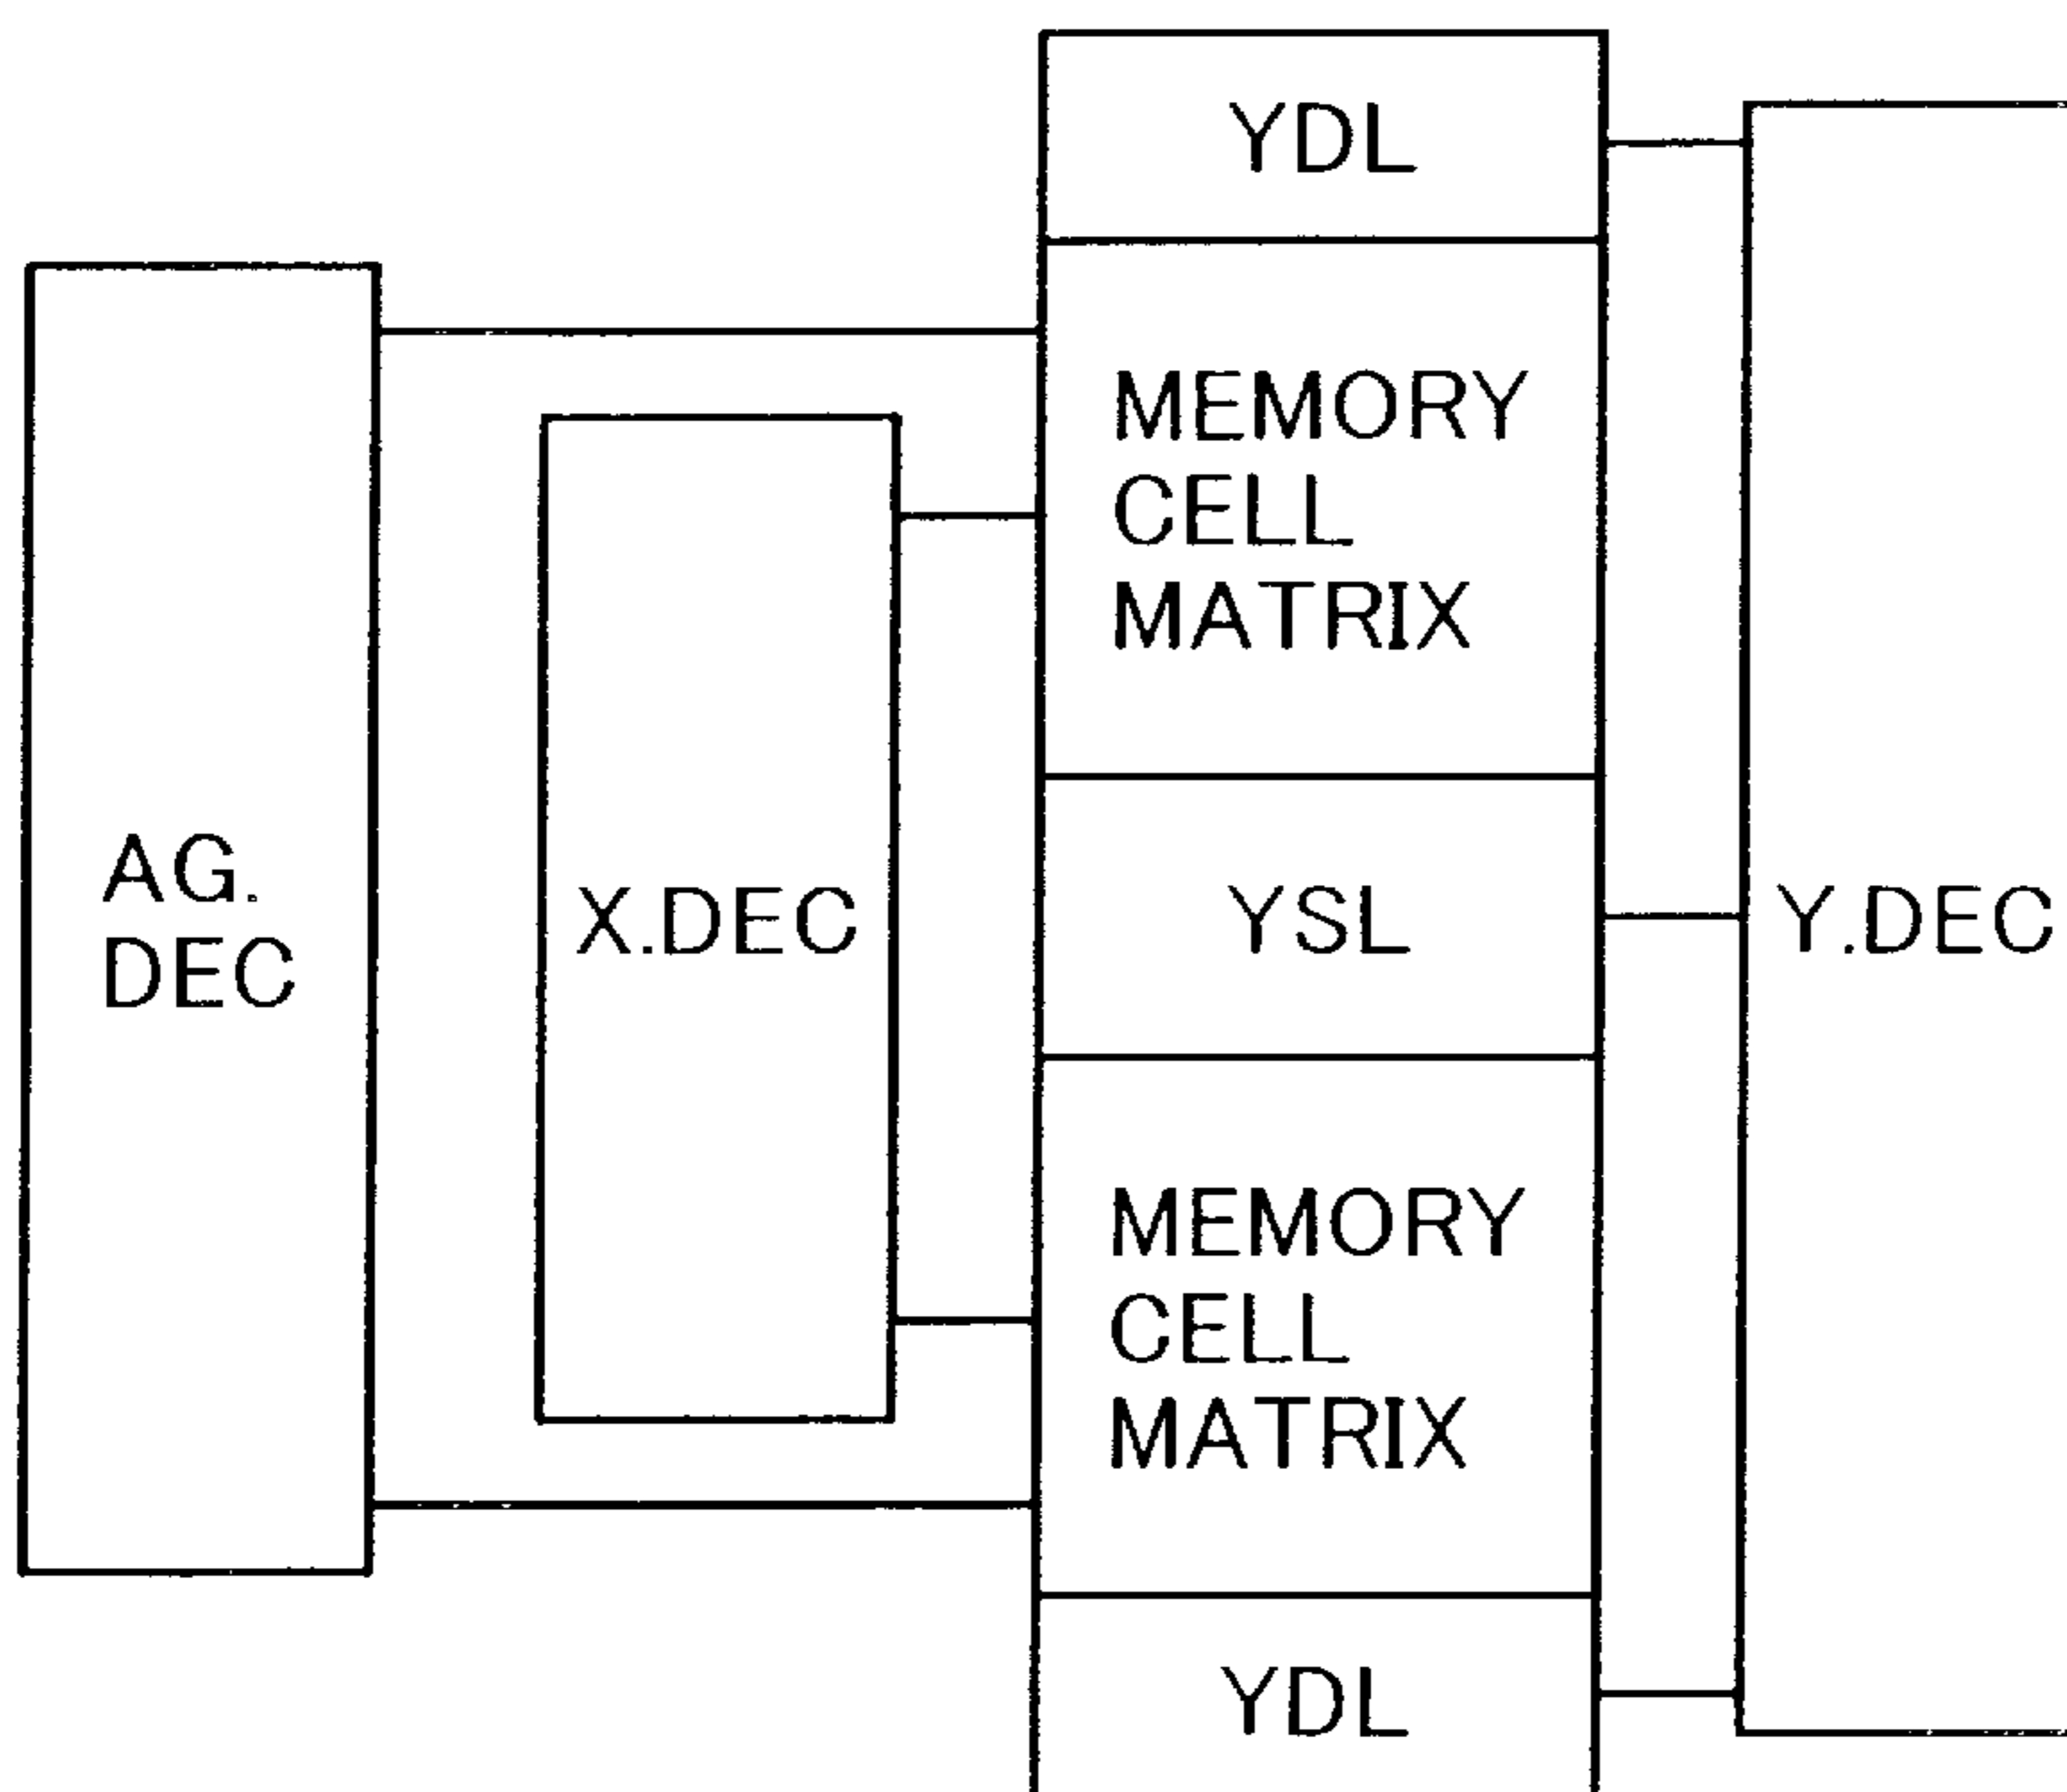 YDL
MEMORY
CELL
MATRIX
AG.
DEC
X.DEC
YSL
Y.DEC
MEMORY
CELL
MATRIX
YDL